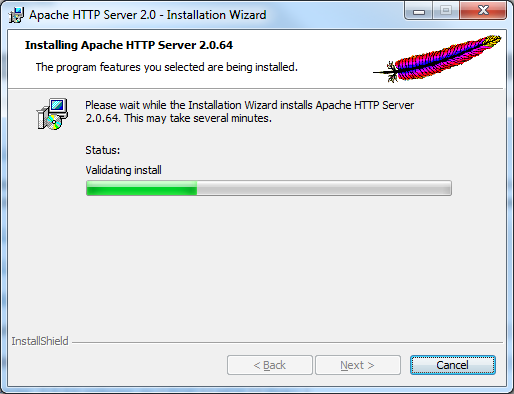 Apache HTTP Server 2.0 - Installation Wizard
Installing Apache HTTP Server 2.0.64
The program features you selected are being installed.
Please wait while the Installation Wizard installs Apache HTTP Server
2.0.64. This may take several minutes.
Status:
Validating install
InstallShield
< Back Next > Cancel